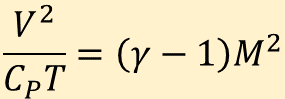 V²/(C_P T) = (γ − 1)M²